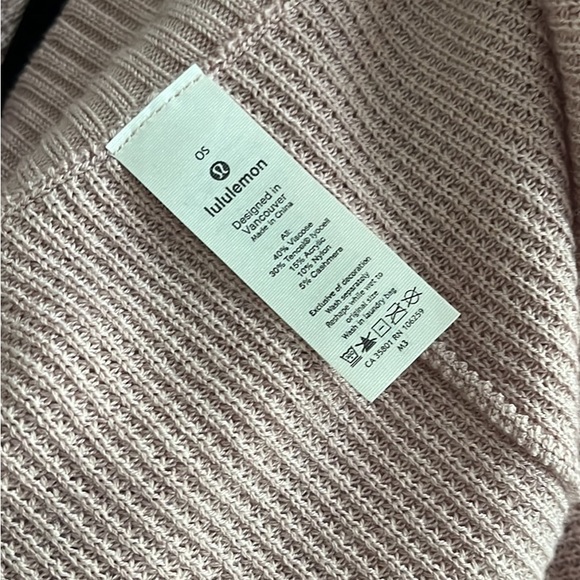 OS
lululemon
Designed in
Vancouver
Made in China
All:
40% Viscose
30% Tencel® lyocell
15% Acrylic
10% Nylon
5% Cashmere
Exclusive of decoration
Wash separately
Reshape while wet to
original size
Wash in laundry bag.
CA 35801 RN 106259
M3